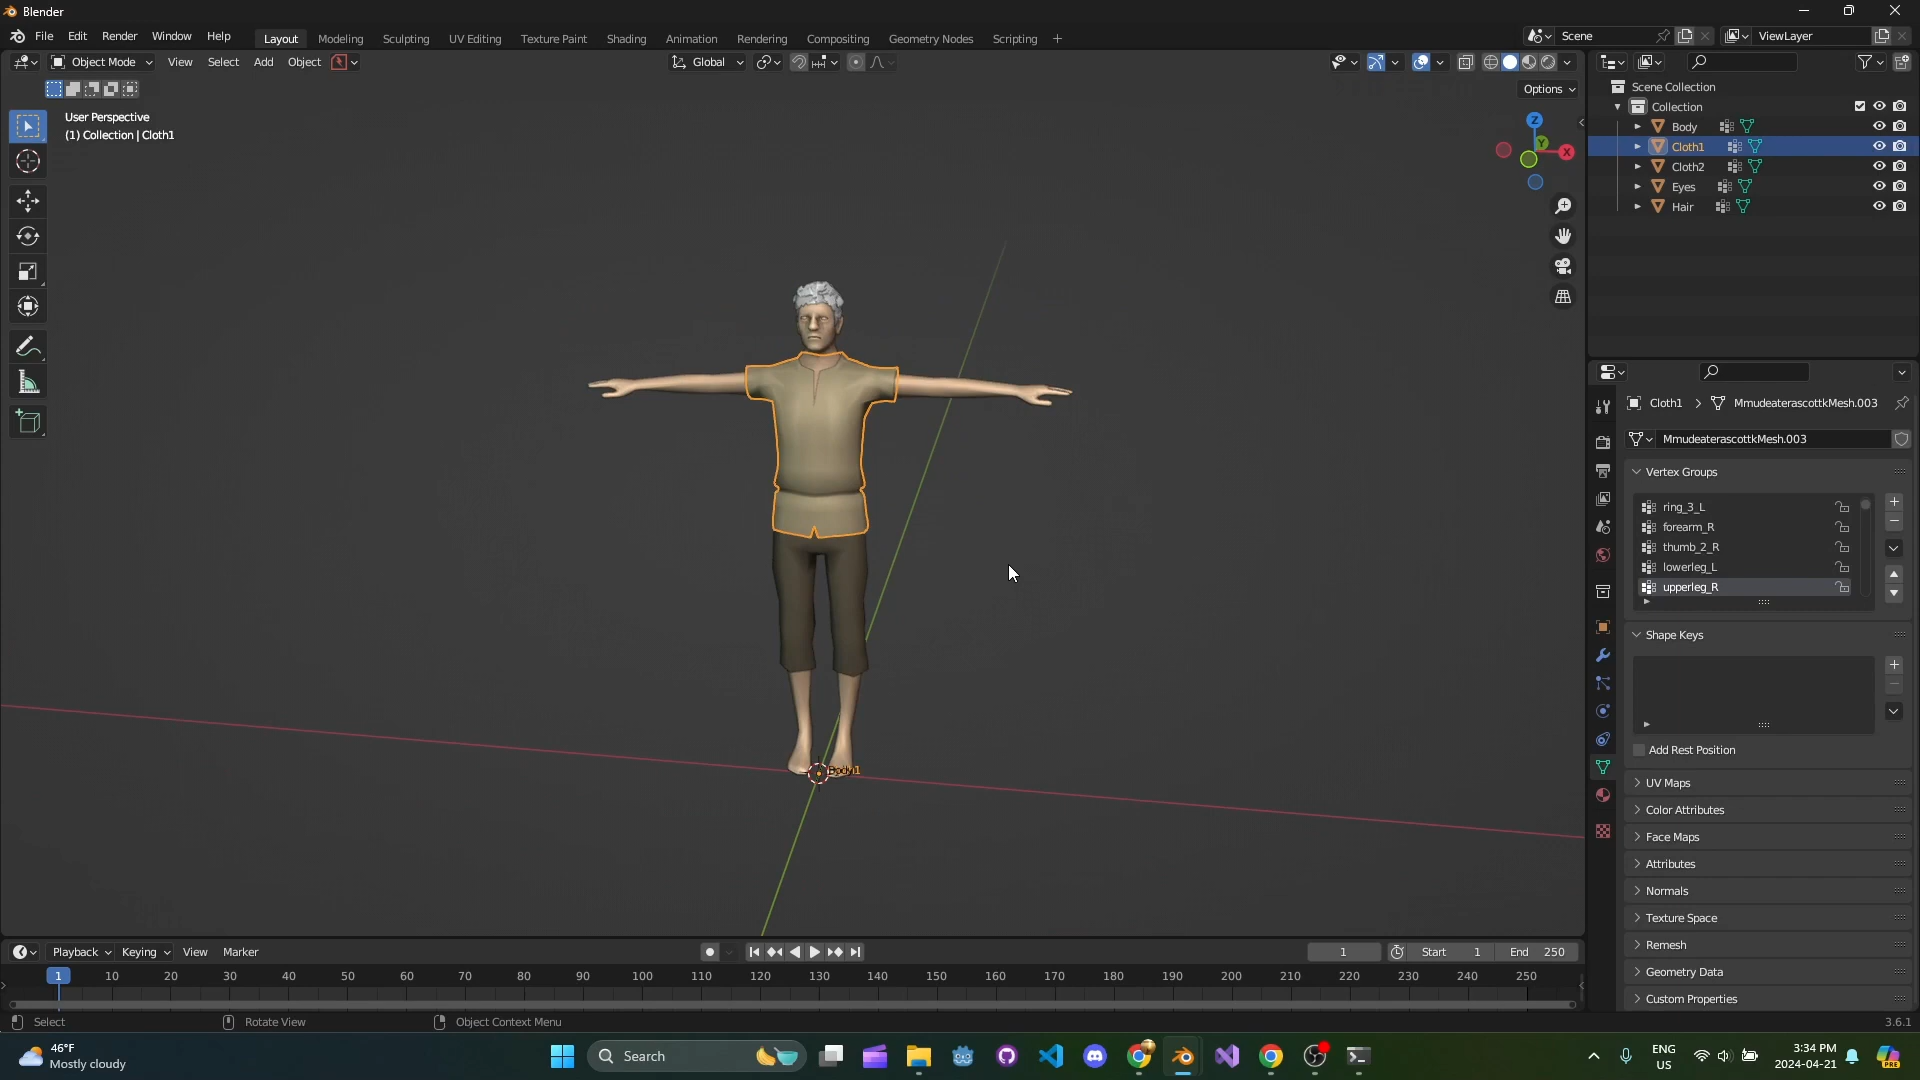 Blender
File Edit Render Window Help
Layout Modeling Sculpting UV Editing Texture Paint Shading Animation Rendering Compositing Geometry Nodes Scripting +
Scene
ViewLayer
Object Mode View Select Add Object
Global
Options
User Perspective
(1) Collection | Cloth1
Z
Y
X
Scene Collection
Collection
Body
Cloth1
Cloth2
Eyes
Hair
Cloth1 > MmudeaterascottkMesh.003
MmudeaterascottkMesh.003
Vertex Groups
ring_3_L
forearm_R
thumb_2_R
lowerleg_L
upperleg_R
Shape Keys
Add Rest Position
UV Maps
Color Attributes
Face Maps
Attributes
Normals
Texture Space
Remesh
Geometry Data
Custom Properties
Playback Keying View Marker
1 Start 1 End 250
1 10 20 30 40 50 60 70 80 90 100 110 120 130 140 150 160 170 180 190 200 210 220 230 240 250
Select Rotate View Object Context Menu 3.6.1
46°F
Mostly cloudy
Search
ENG
US
3:34 PM
2024-04-21
PRE